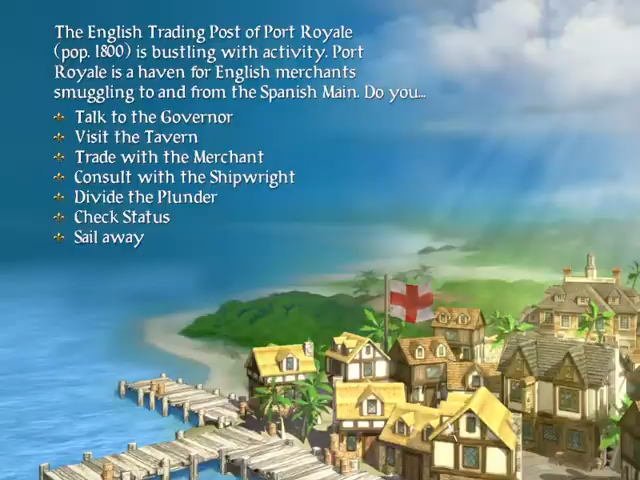 The English Trading Post of Port Royale
(pop. 1800) is bustling with activity. Port
Royale is a haven for English merchants
smuggling to and from the Spanish Main. Do you...
Talk to the Governor
Visit the Tavern
Trade with the Merchant
Consult with the Shipwright
Divide the Plunder
Check Status
Sail away